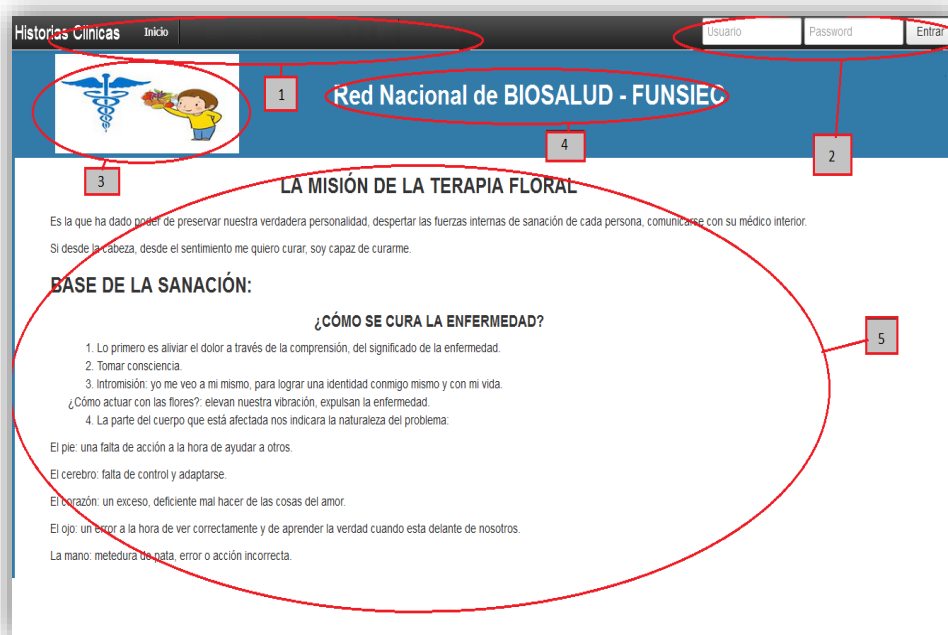 Historias Clinicas Inicio Usuario Password Entrar
1
Red Nacional de BIOSALUD - FUNSIEC
4
2
3
LA MISIÓN DE LA TERAPIA FLORAL
Es la que ha dado poder de preservar nuestra verdadera personalidad, despertar las fuerzas internas de sanación de cada persona, comunicarse con su médico interior.
Si desde la cabeza, desde el sentimiento me quiero curar, soy capaz de curarme.
BASE DE LA SANACIÓN:
¿CÓMO SE CURA LA ENFERMEDAD?
5
1. Lo primero es aliviar el dolor a través de la comprensión, del significado de la enfermedad.
2. Tomar consciencia.
3. Intromisión: yo me veo a mi mismo, para lograr una identidad conmigo mismo y con mi vida.
¿Cómo actuar con las flores?: elevan nuestra vibración, expulsan la enfermedad.
4. La parte del cuerpo que está afectada nos indicara la naturaleza del problema:
El pie: una falta de acción a la hora de ayudar a otros.
El cerebro: falta de control y adaptarse.
El corazón: un exceso, deficiente mal hacer de las cosas del amor.
El ojo: un error a la hora de ver correctamente y de aprender la verdad cuando esta delante de nosotros.
La mano: metedura de pata, error o acción incorrecta.